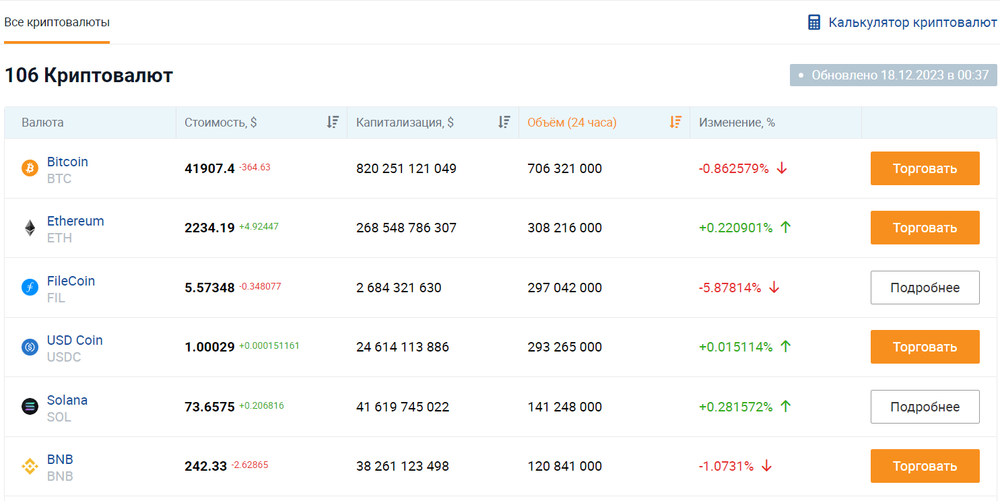 Все криптовалюты
Калькулятор криптовалют
106 Криптовалют
• Обновлено 18.12.2023 в 00:37
Валюта Стоимость, $ Капитализация, $ Объём (24 часа) Изменение, %
Bitcoin
BTC
41907.4 -364.63 820 251 121 049 706 321 000 -0.862579% ↓ Торговать
Ethereum
ETH
2234.19 +4.92447 268 548 786 307 308 216 000 +0.220901% ↑ Торговать
FileCoin
FIL
5.57348 -0.348077 2 684 321 630 297 042 000 -5.87814% ↓ Подробнее
USD Coin
USDC
1.00029 +0.000151161 24 614 113 886 293 265 000 +0.015114% ↑ Торговать
Solana
SOL
73.6575 +0.206816 41 619 745 022 141 248 000 +0.281572% ↑ Подробнее
BNB
BNB
242.33 -2.62865 38 261 123 498 120 841 000 -1.0731% ↓ Торговать